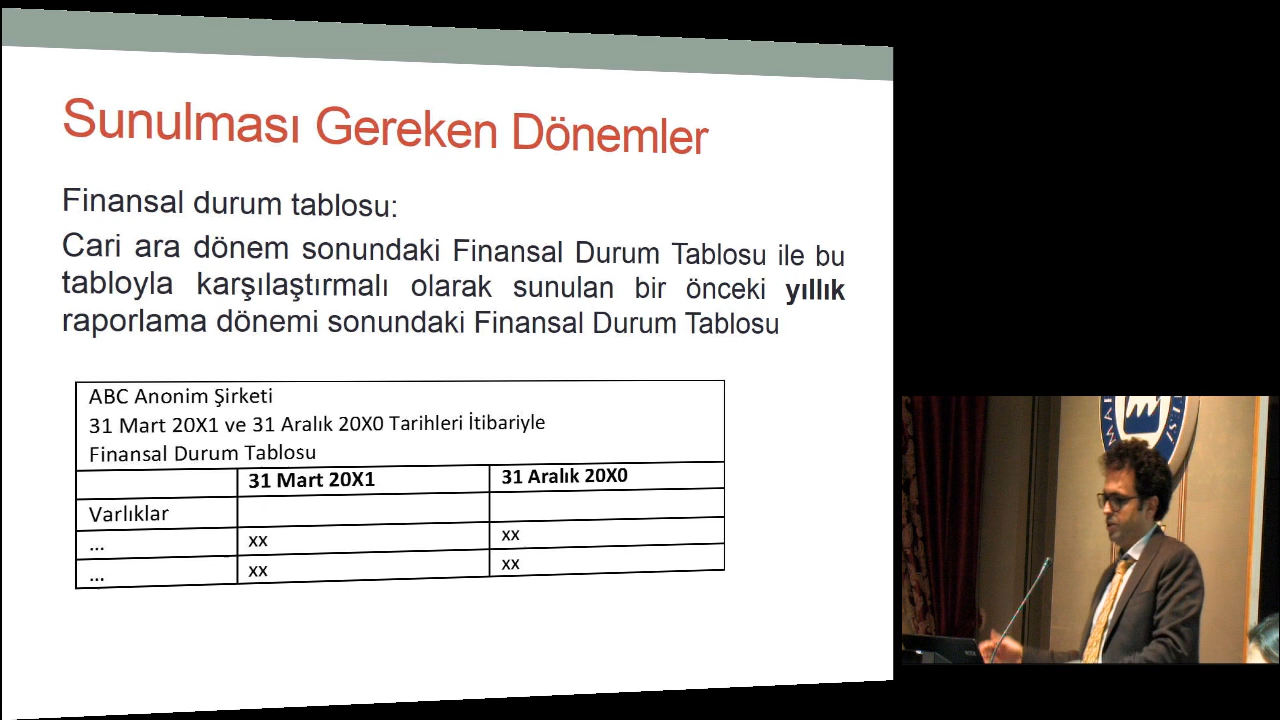 Sunulması Gereken Dönemler
Finansal durum tablosu:
Cari ara dönem sonundaki Finansal Durum Tablosu ile bu
tabloyla karşılaştırmalı olarak sunulan bir önceki yıllık
raporlama dönemi sonundaki Finansal Durum Tablosu
ABC Anonim Şirketi
31 Mart 20X1 ve 31 Aralık 20X0 Tarihleri İtibariyle
Finansal Durum Tablosu
31 Mart 20X1 31 Aralık 20X0
Varlıklar
... xx xx
... xx xx